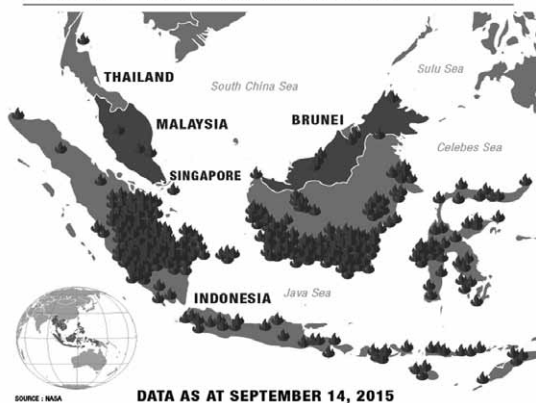 Sulu Sea
THAILAND
South China Sea
MALAYSIA
BRUNEI
Celebes Sea
SINGAPORE
INDONESIA
Java Sea
SOURCE : NASA
DATA AS AT SEPTEMBER 14, 2015